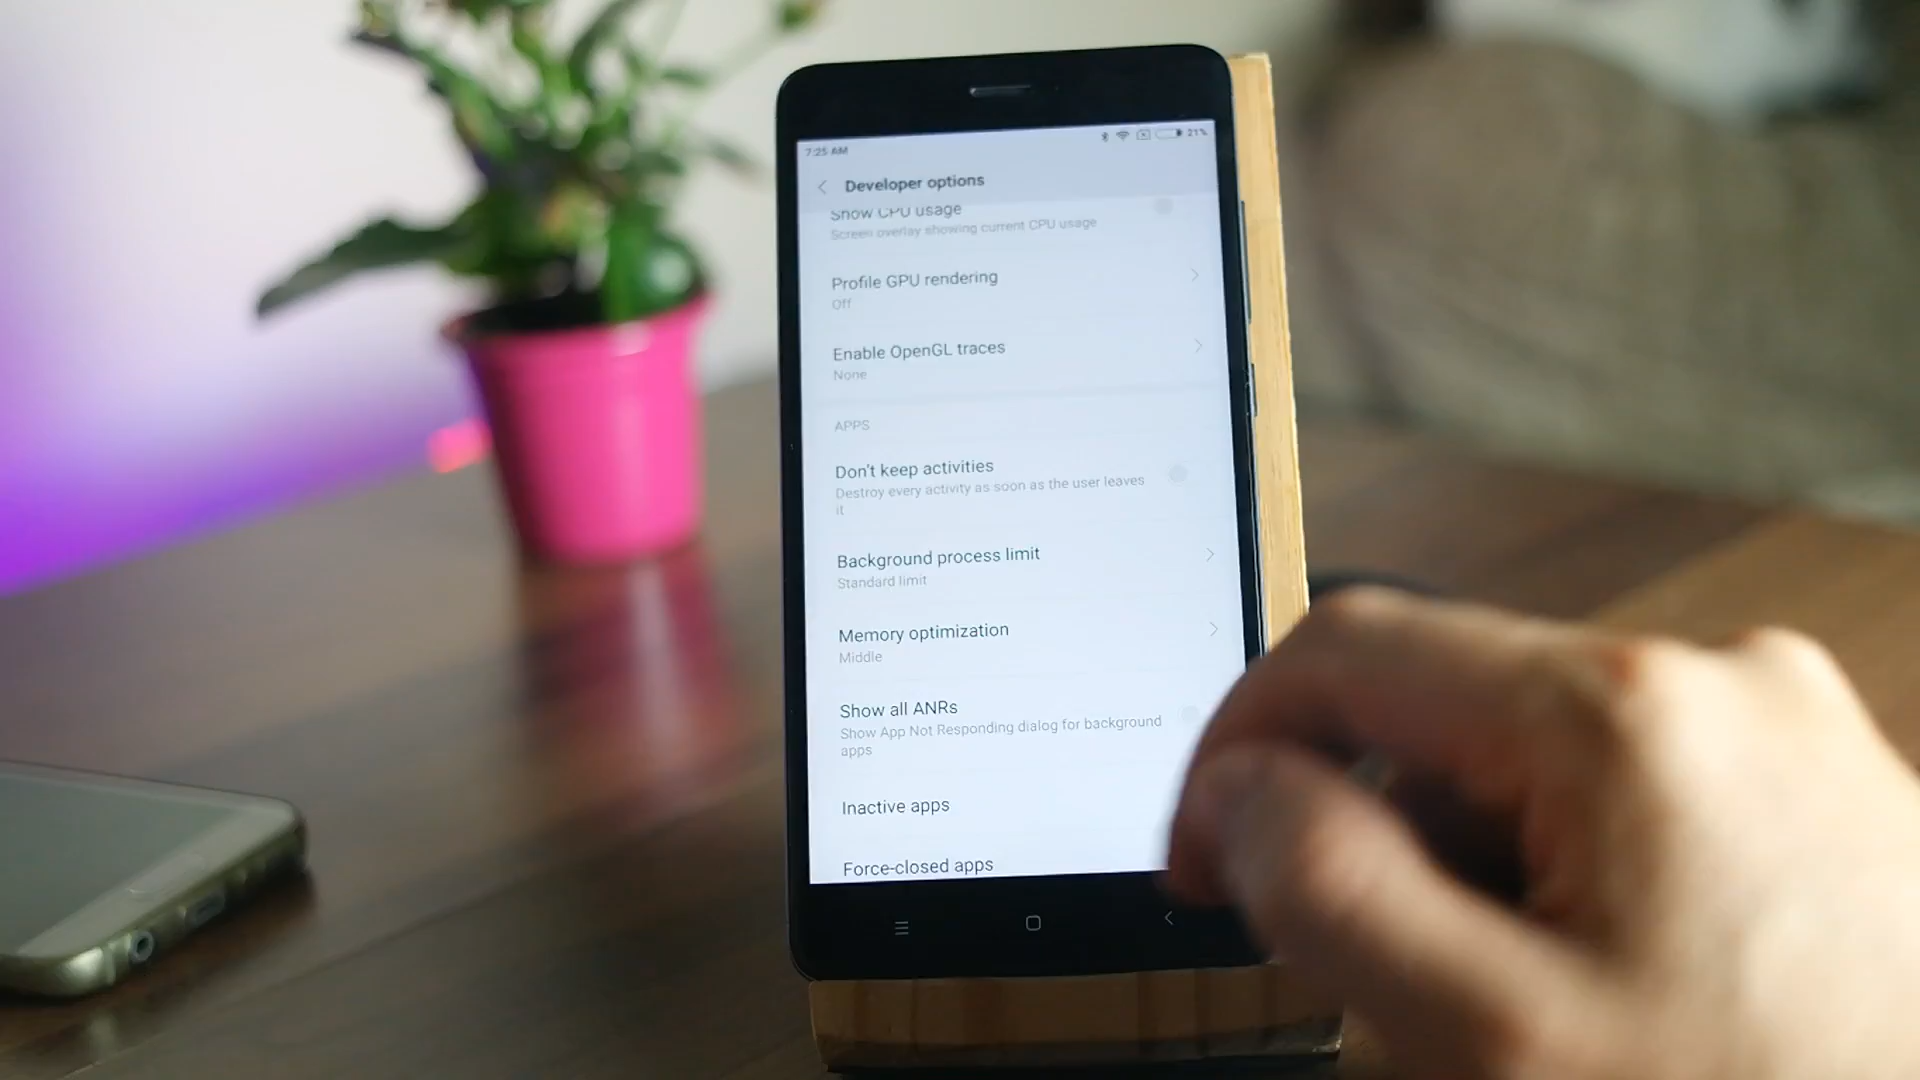 7:25 AM
21%
Developer options
Show CPU usage
Screen overlay showing current CPU usage
Profile GPU rendering
Off
Enable OpenGL traces
None
APPS
Don't keep activities
Destroy every activity as soon as the user leaves
it
Background process limit
Standard limit
Memory optimization
Middle
Show all ANRs
Show App Not Responding dialog for background
apps
Inactive apps
Force-closed apps